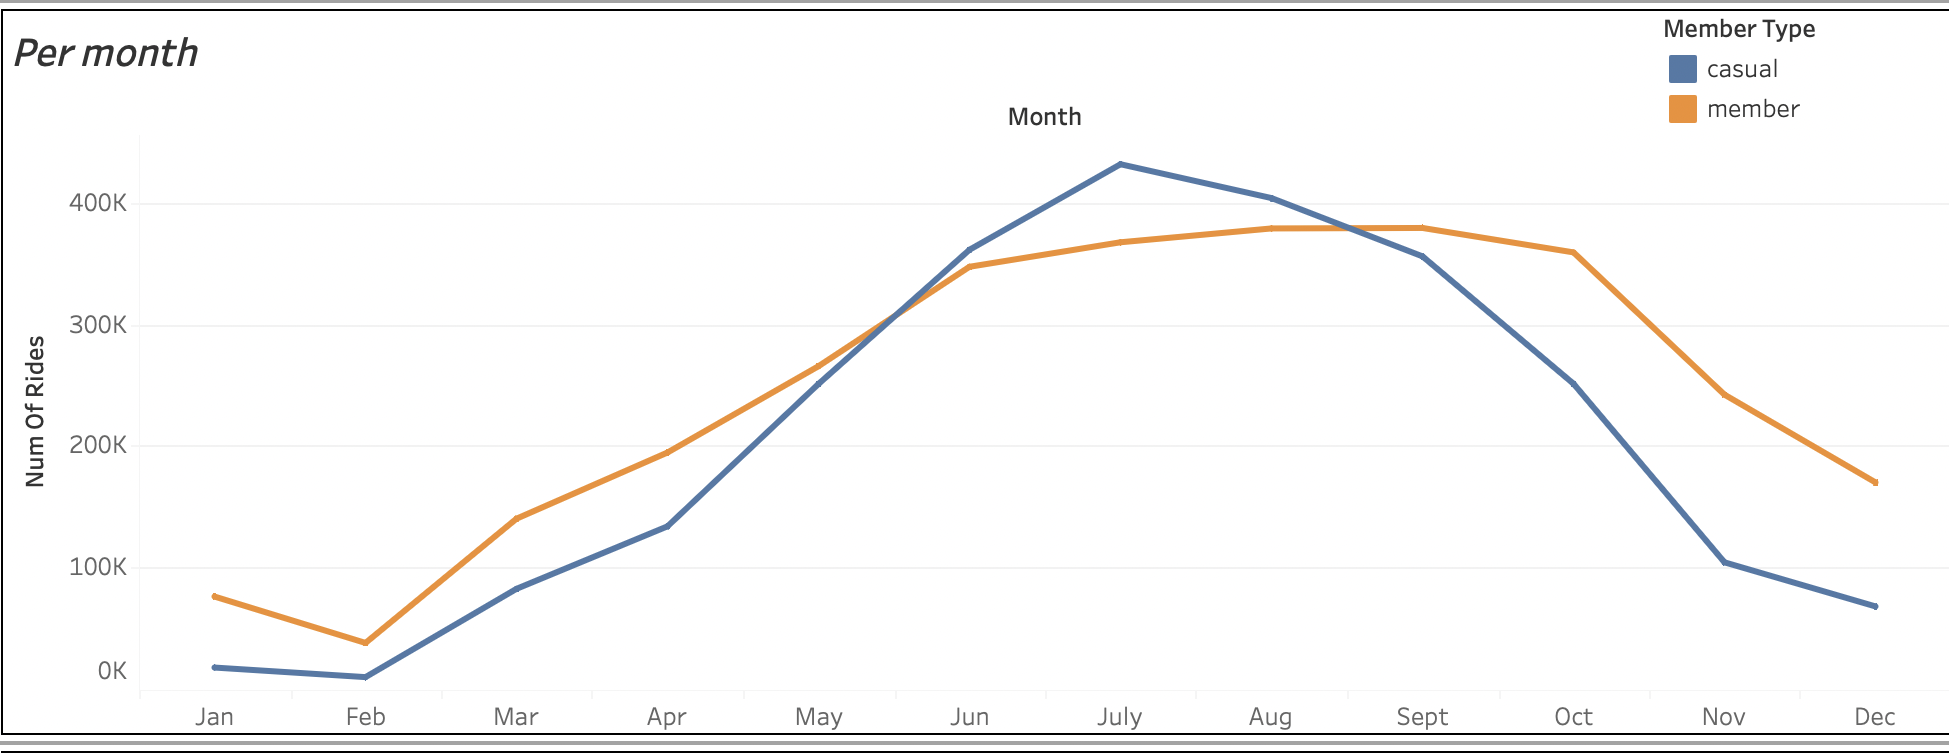 Per month
Member Type
casual
member
Month
Num Of Rides
400K
300K
200K
100K
0K
Jan Feb Mar Apr May Jun July Aug Sept Oct Nov Dec